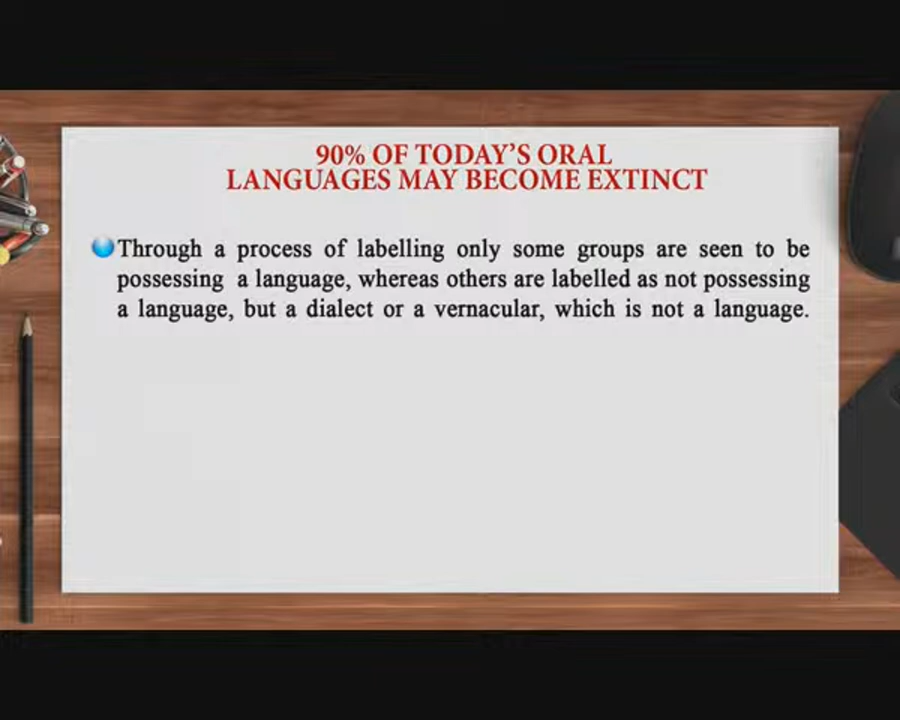 90% OF TODAY'S ORAL
LANGUAGES MAY BECOME EXTINCT
Through a process of labelling only some groups are seen to be
possessing a language, whereas others are labelled as not possessing
a language, but a dialect or a vernacular, which is not a language.